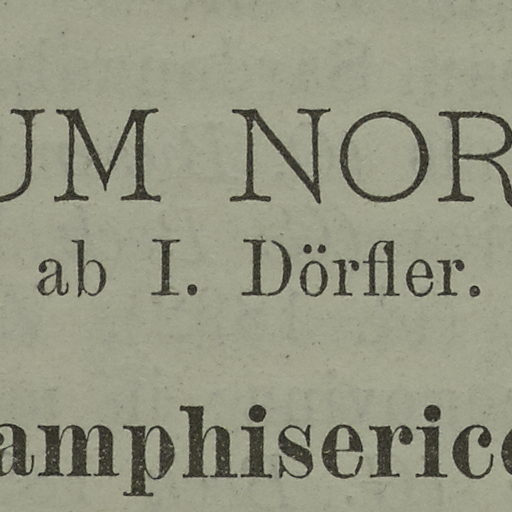 UM NOR
ab I. Dörfler.
amphiserice